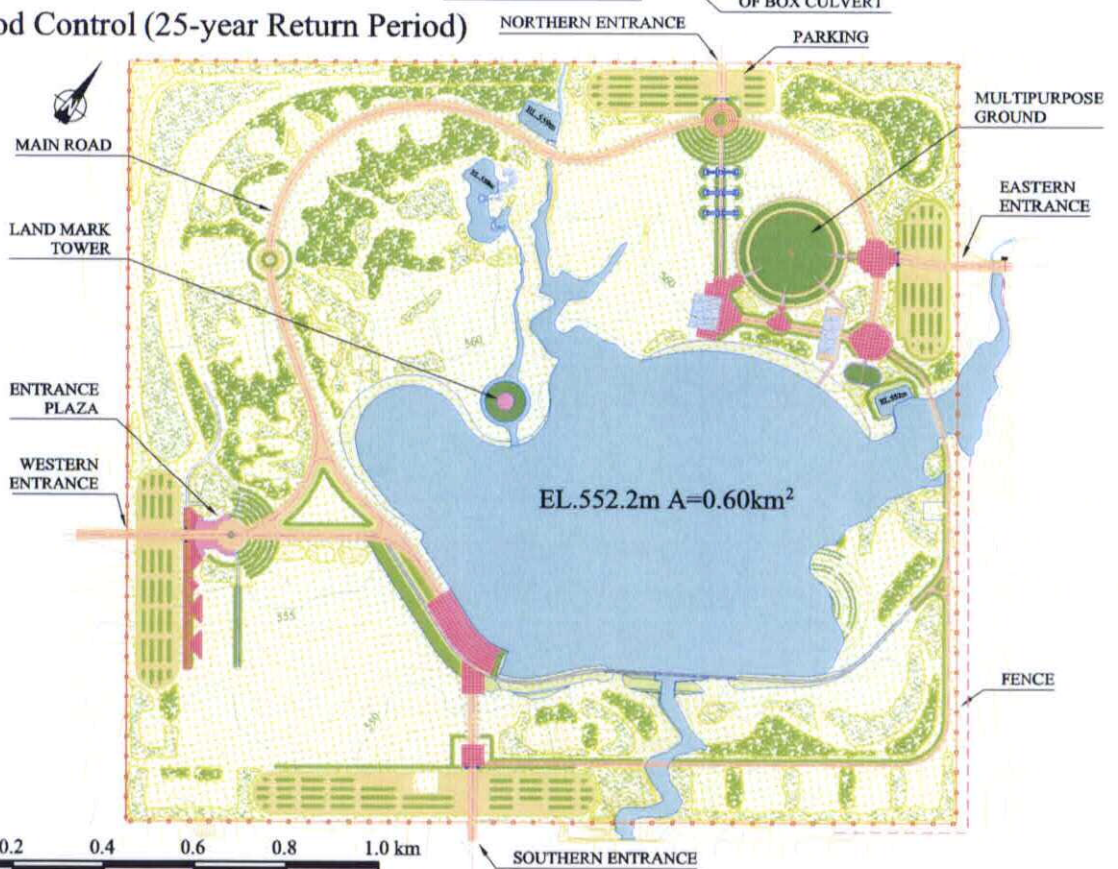 OF BOX CULVERT
od Control (25-year Return Period)
NORTHERN ENTRANCE
PARKING
MULTIPURPOSE
GROUND
MAIN ROAD
EASTERN
ENTRANCE
LAND MARK
TOWER
560
560
ENTRANCE
PLAZA
WESTERN
ENTRANCE
EL.552.2m A=0.60km²
555
550
FENCE
0.2 0.4 0.6 0.8 1.0 km
SOUTHERN ENTRANCE